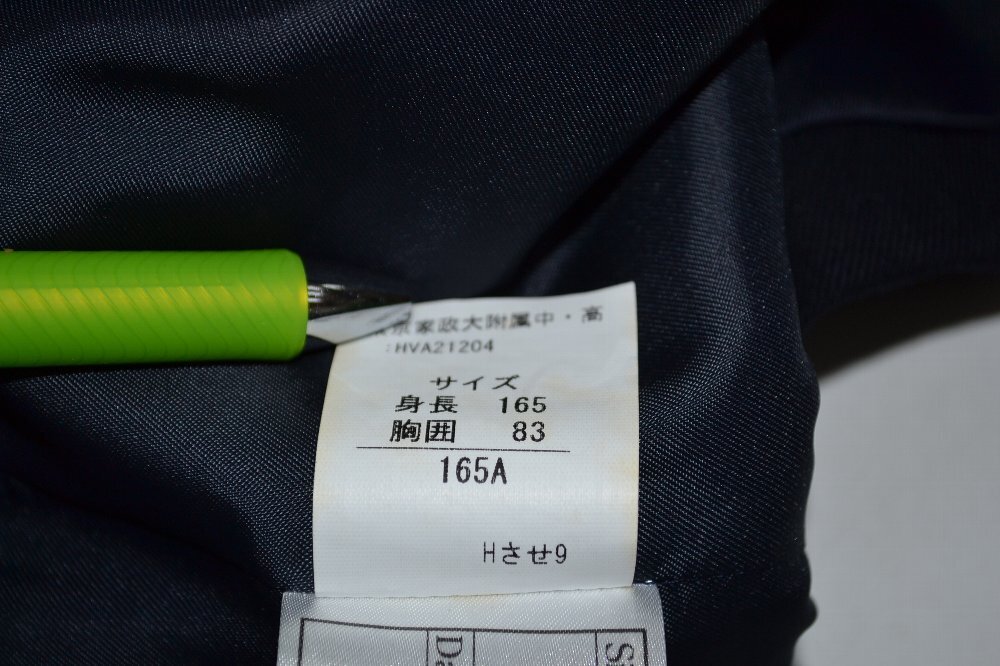 京家政大附属中・高
:HVA21204
サイズ
身長 165
胸囲 83
165A
Hさせ9